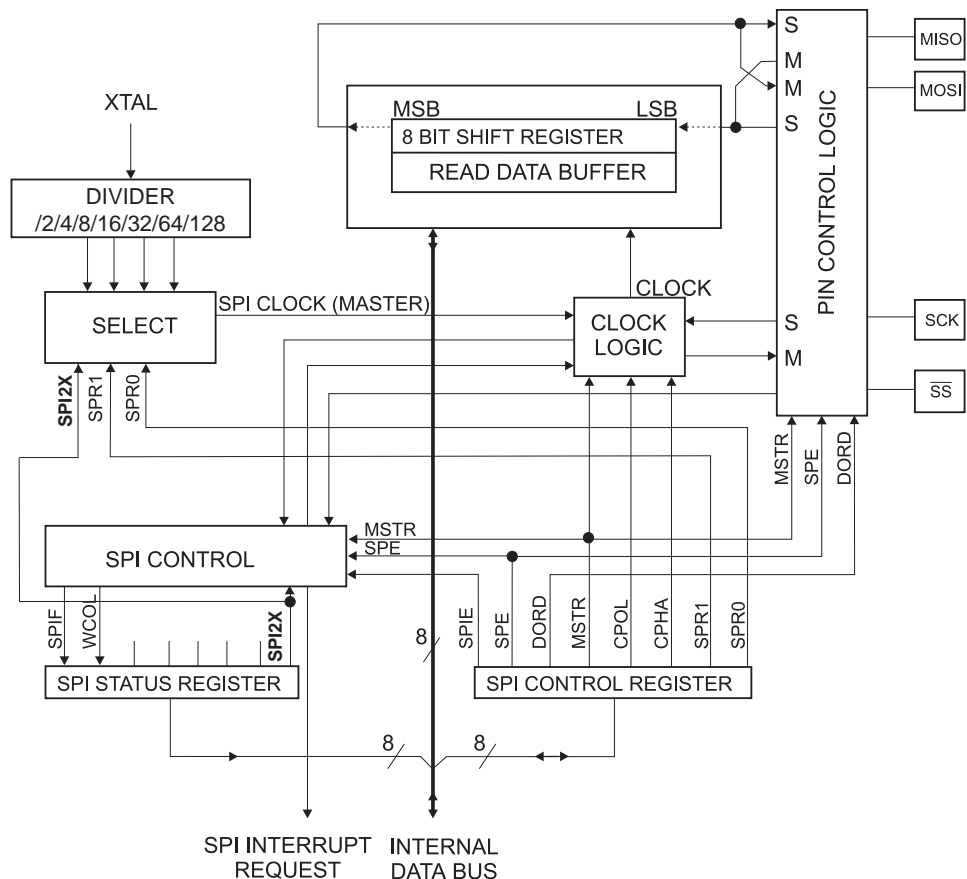 XTAL
DIVIDER
/2/4/8/16/32/64/128
SELECT
SPI2X
SPR1
SPR0
SPI CLOCK (MASTER)
MSB
LSB
8 BIT SHIFT REGISTER
READ DATA BUFFER
CLOCK
CLOCK
LOGIC
S
M
M
S
S
M
PIN CONTROL LOGIC
MISO
MOSI
SCK
SS
MSTR
SPE
DORD
SPI CONTROL
MSTR
SPE
SPIF
WCOL
SPI2X
SPI STATUS REGISTER
8
SPIE
SPE
DORD
MSTR
CPOL
CPHA
SPR1
SPR0
SPI CONTROL REGISTER
8
8
SPI INTERRUPT
REQUEST
INTERNAL
DATA BUS